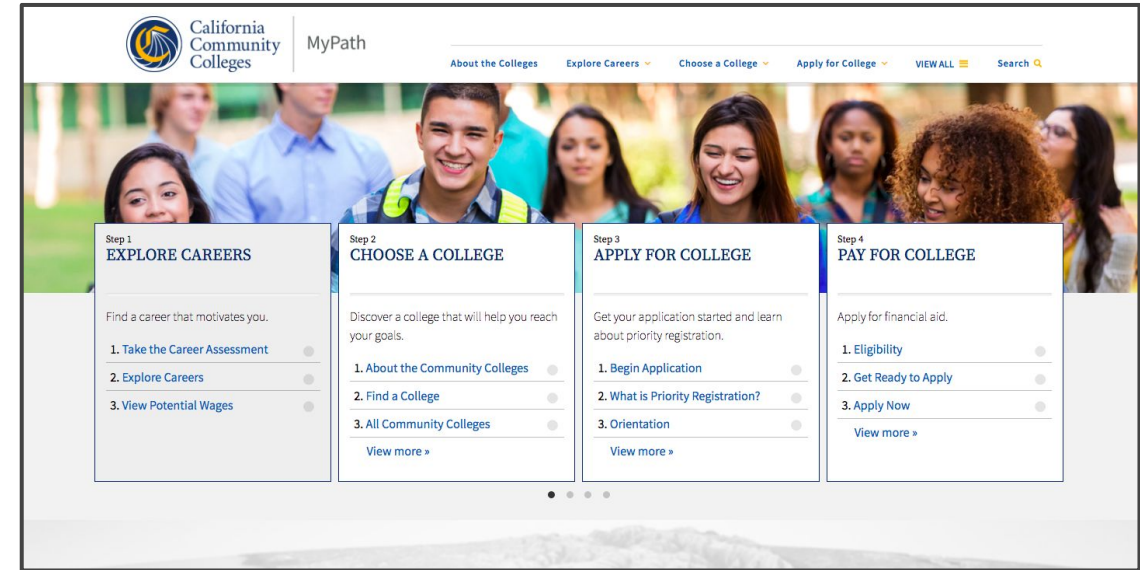 California
Community
Colleges
MyPath
About the Colleges
Explore Careers
Choose a College
Apply for College
VIEW ALL
Search
Step 1
EXPLORE CAREERS
Find a career that motivates you.
1. Take the Career Assessment
2. Explore Careers
3. View Potential Wages
Step 2
CHOOSE A COLLEGE
Discover a college that will help you reach
your goals.
1. About the Community Colleges
2. Find a College
3. All Community Colleges
View more »
Step 3
APPLY FOR COLLEGE
Get your application started and learn
about priority registration.
1. Begin Application
2. What is Priority Registration?
3. Orientation
View more »
Step 4
PAY FOR COLLEGE
Apply for financial aid.
1. Eligibility
2. Get Ready to Apply
3. Apply Now
View more »